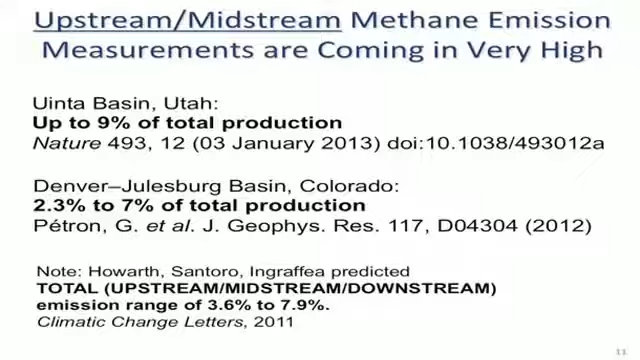 Upstream/Midstream Methane Emission
Measurements are Coming in Very High
Uinta Basin, Utah:
Up to 9% of total production
Nature 493, 12 (03 January 2013) doi:10.1038/493012a
Denver–Julesburg Basin, Colorado:
2.3% to 7% of total production
Pétron, G. et al. J. Geophys. Res. 117, D04304 (2012)
Note: Howarth, Santoro, Ingraffea predicted
TOTAL (UPSTREAM/MIDSTREAM/DOWNSTREAM)
emission range of 3.6% to 7.9%.
Climatic Change Letters, 2011
11